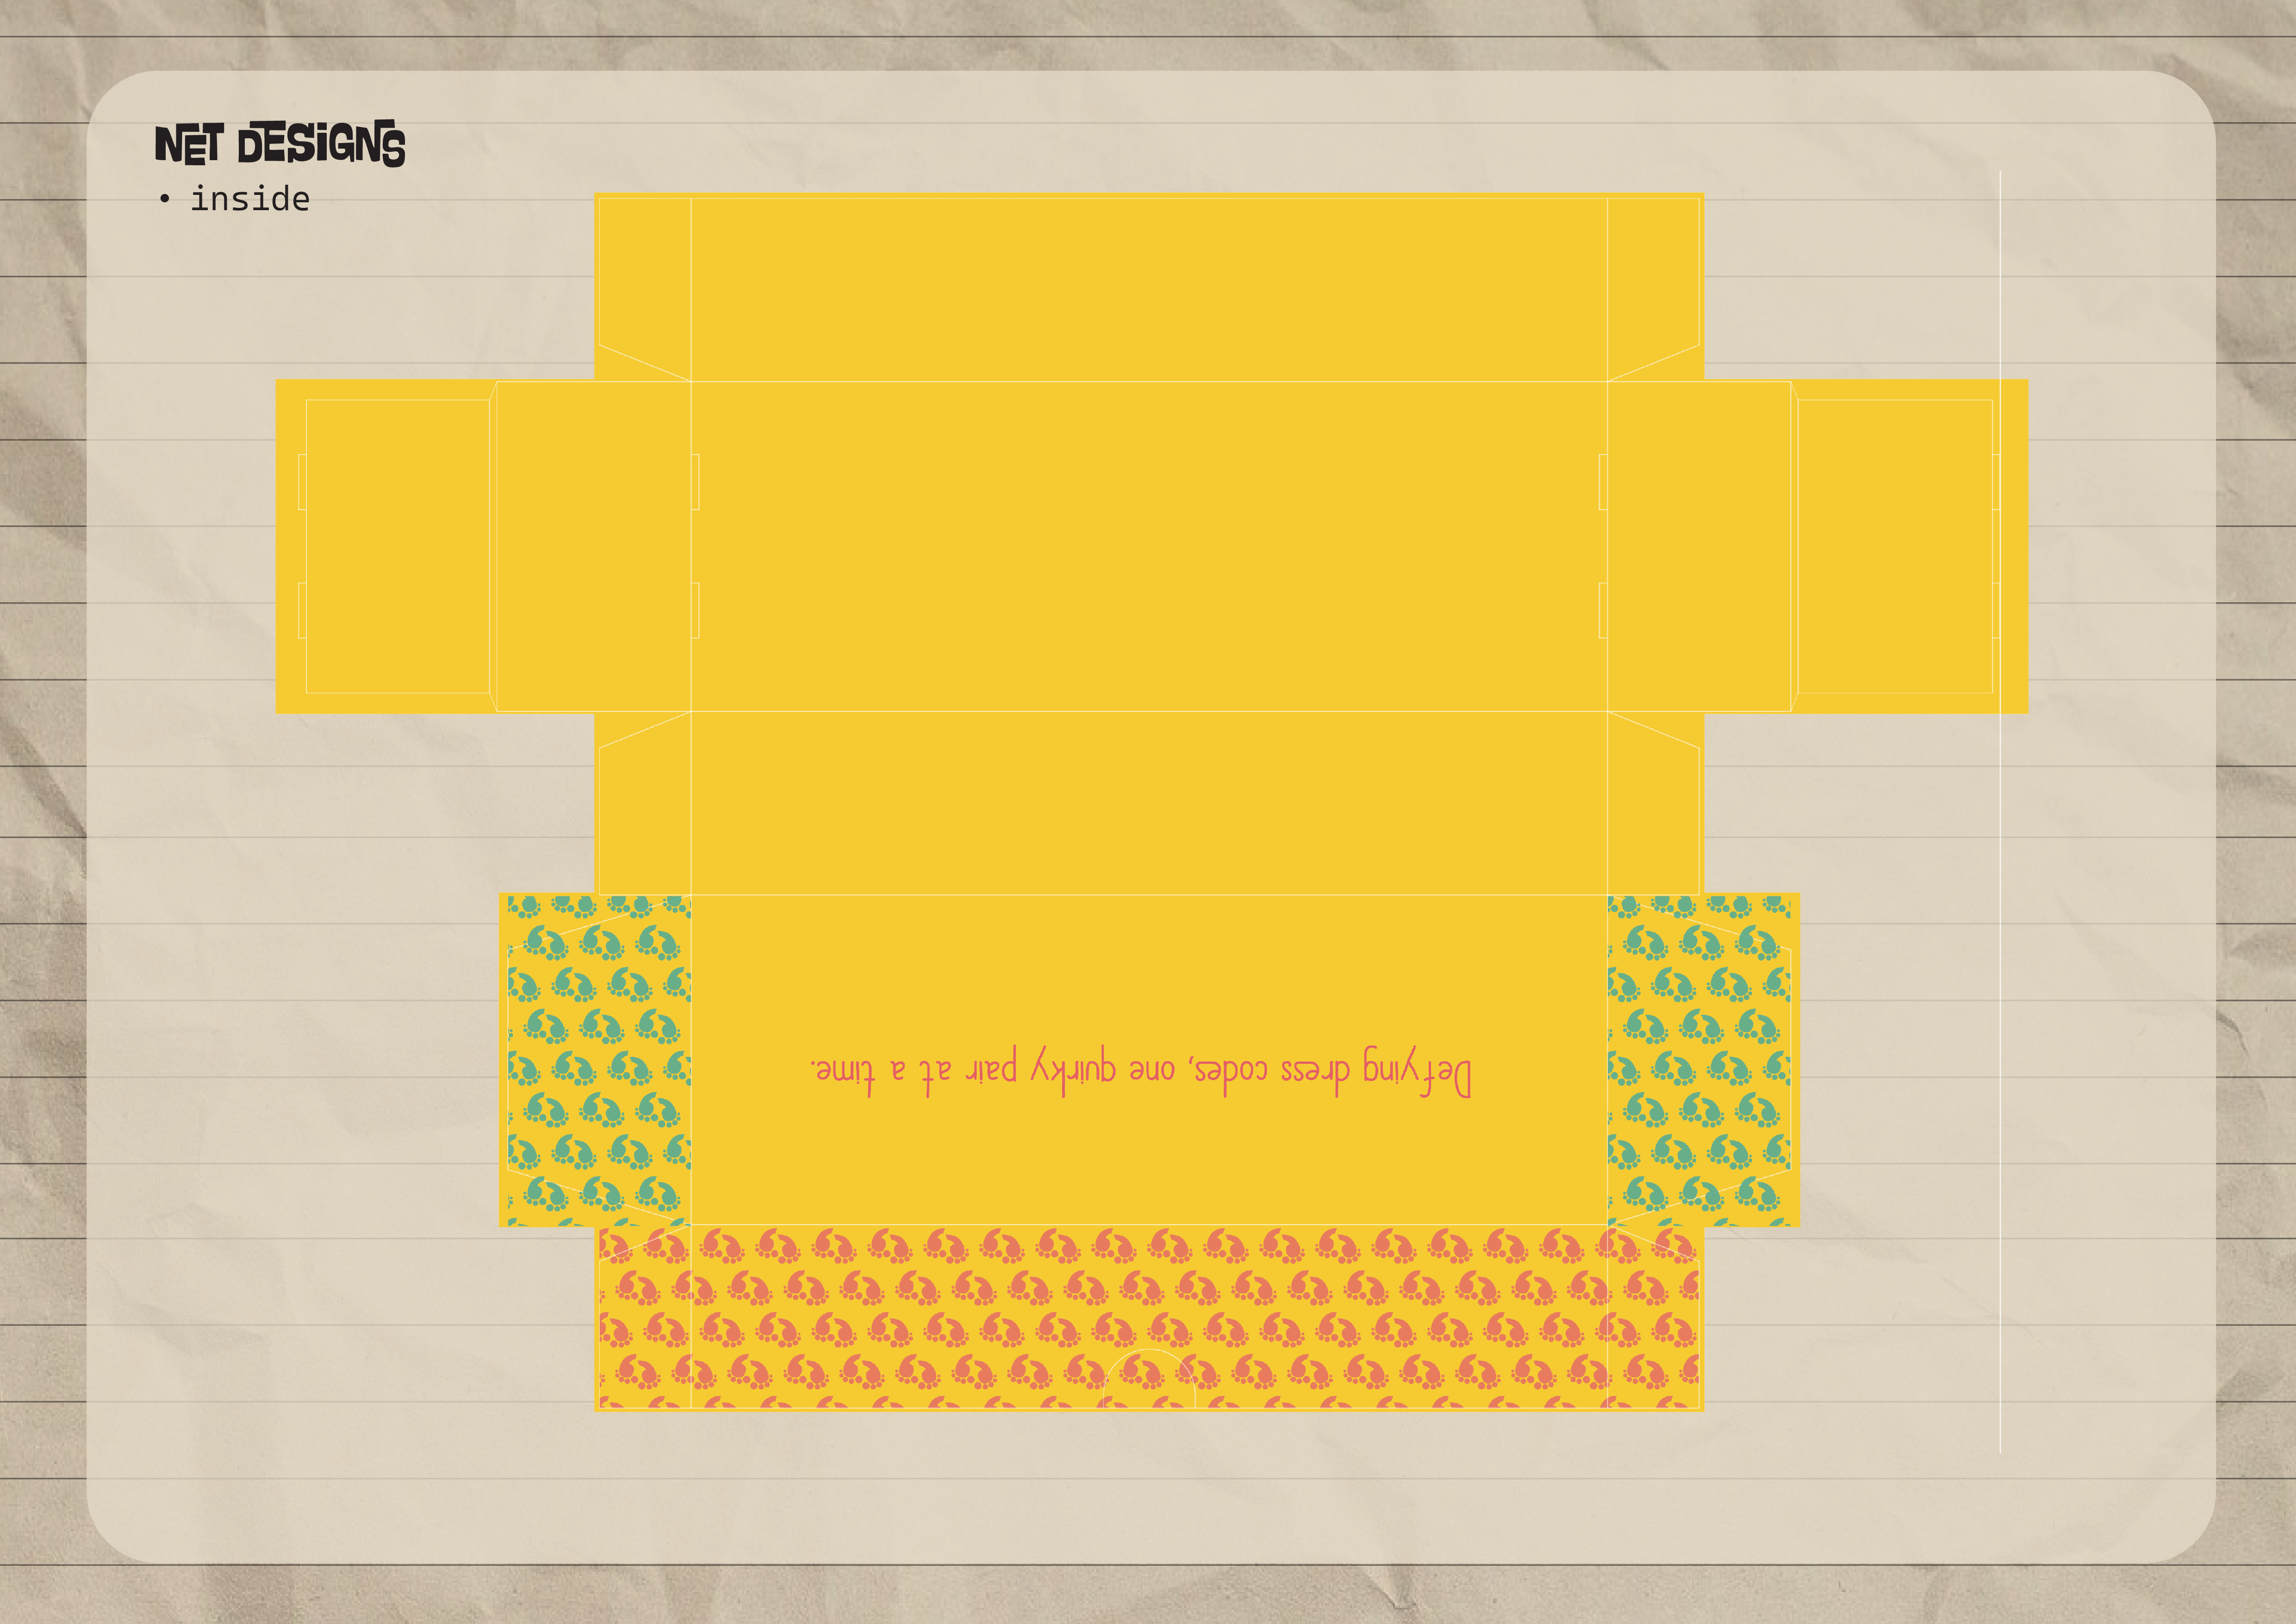 NET DESIGNS
• inside
Defying dress codes, one quirky pair at a time.